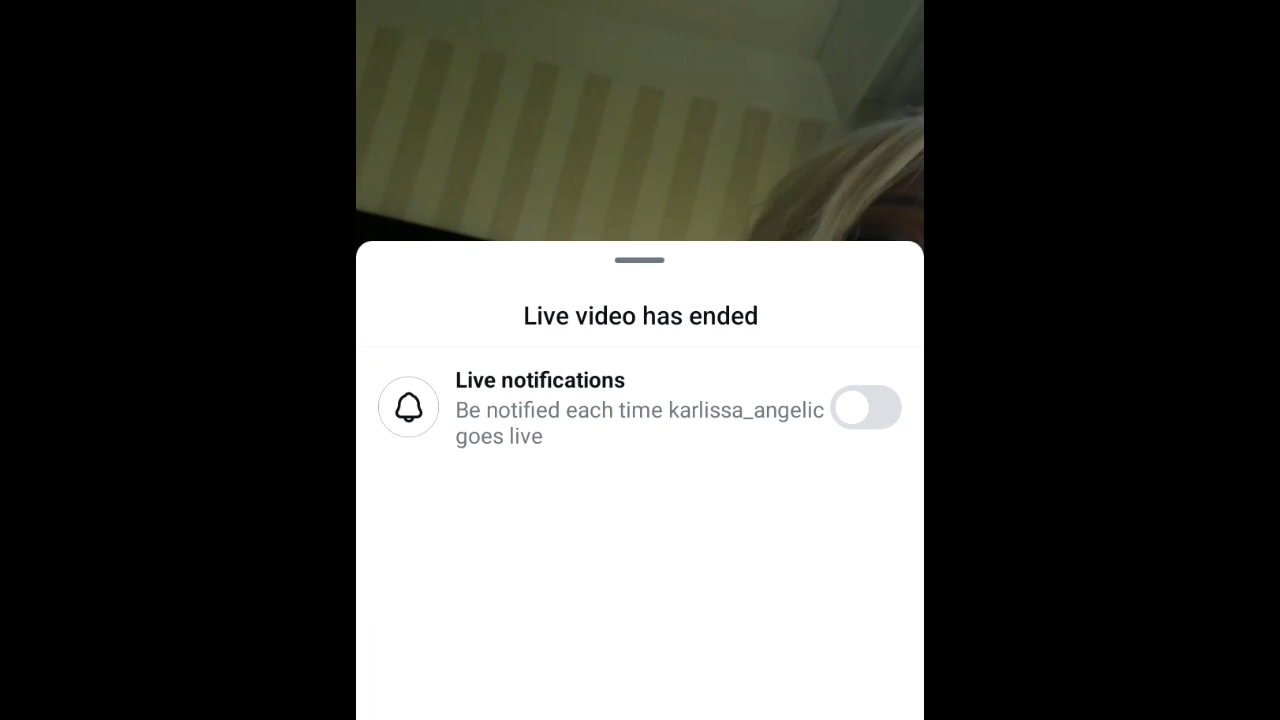 Live video has ended
Live notifications
Be notified each time karlissa_angelic
goes live